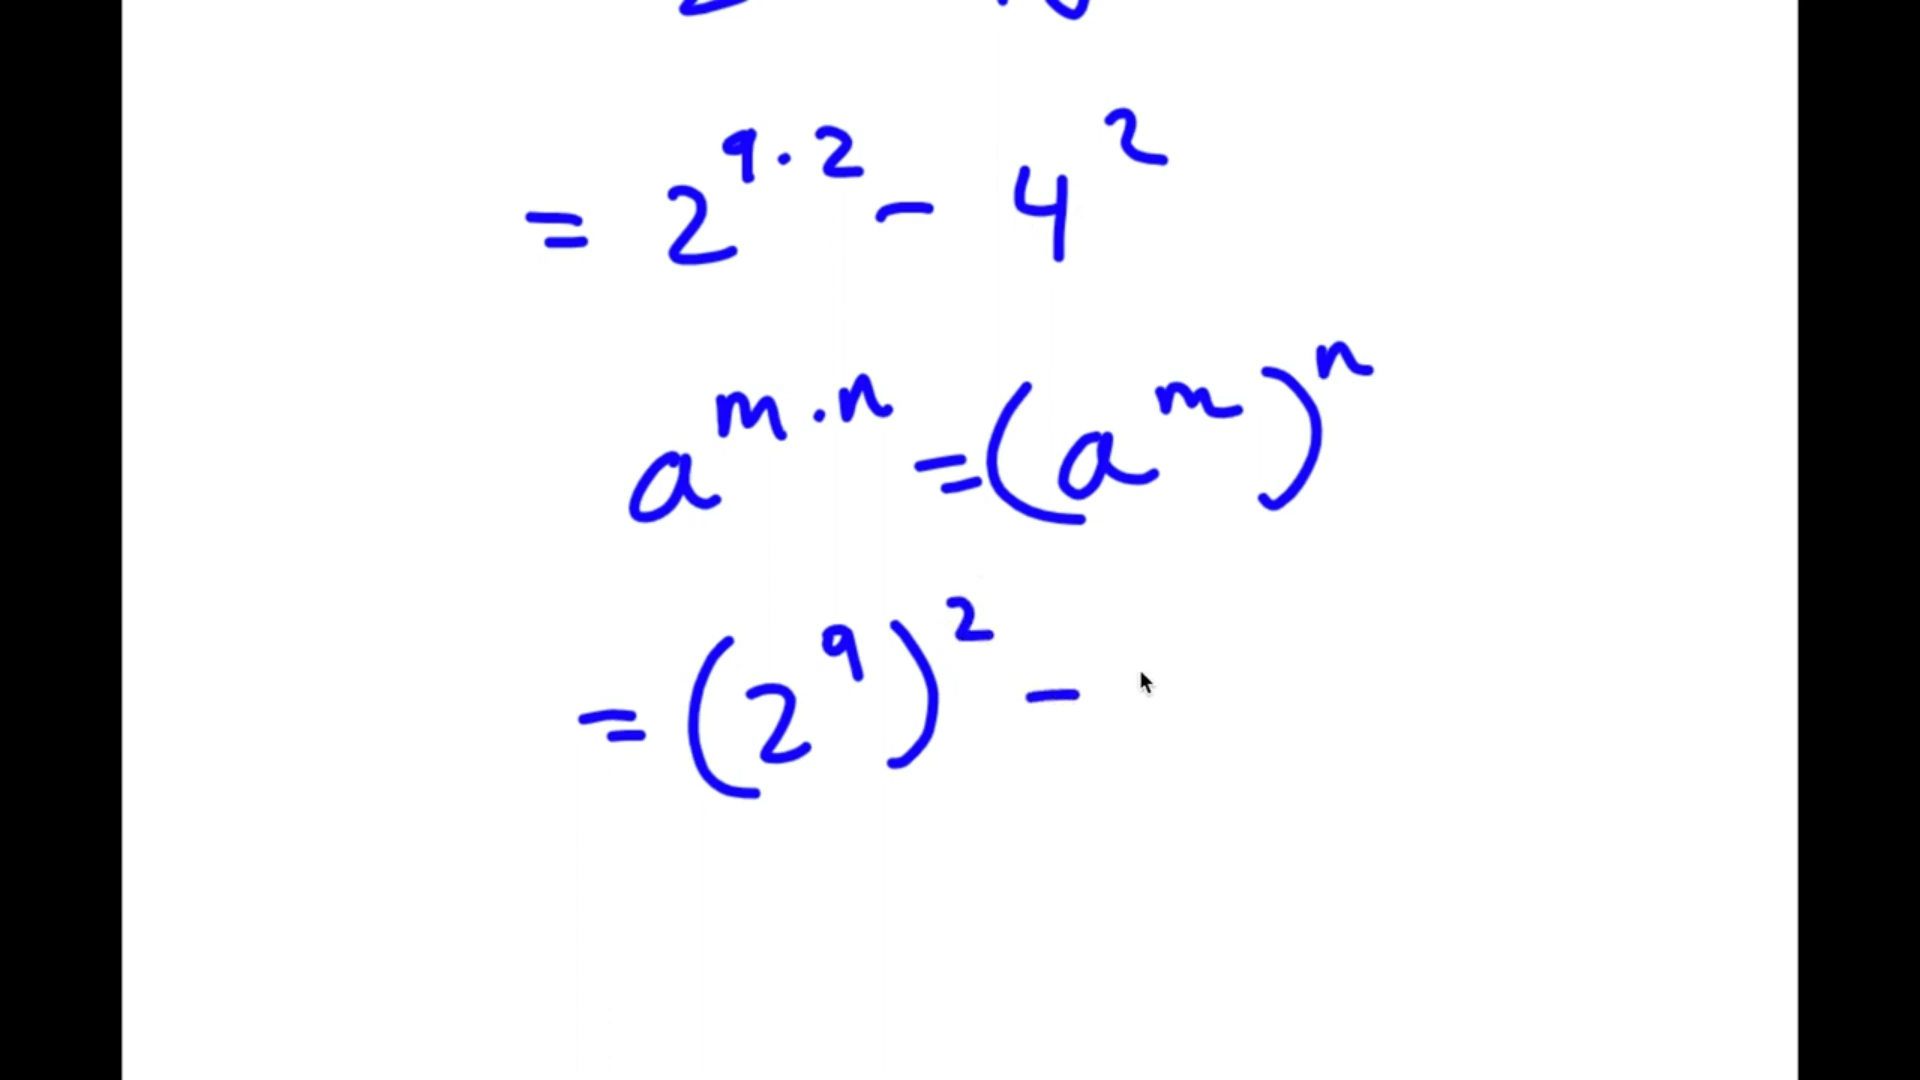 = 2^{9·2} - 4^2
a^{m·n} = (a^m)^n
= (2^9)^2 -